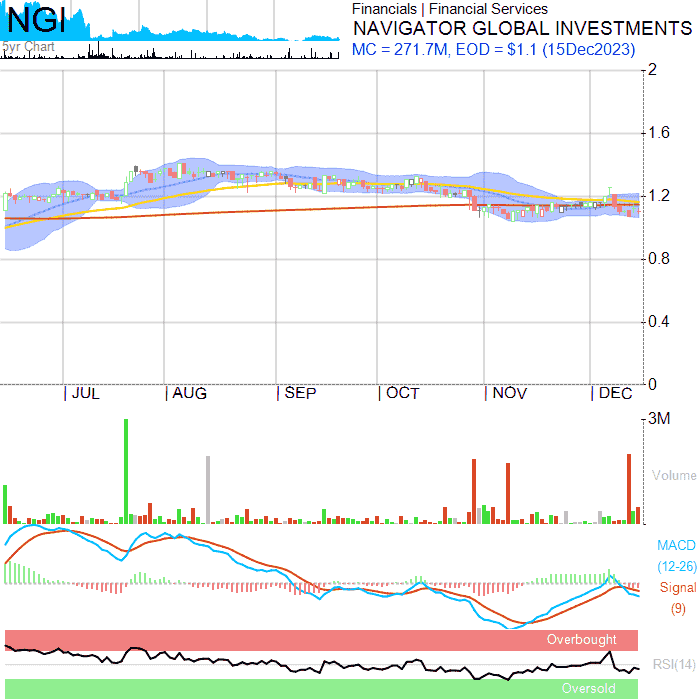 NGI
5yr Chart
Financials | Financial Services
NAVIGATOR GLOBAL INVESTMENTS
MC = 271.7M, EOD = $1.1 (15Dec2023)
2
1.6
1.2
0.8
0.4
0
| JUL | AUG | SEP | OCT | NOV | DEC
3M
Volume
MACD
(12-26)
Signal
(9)
Overbought
RSI(14)
Oversold